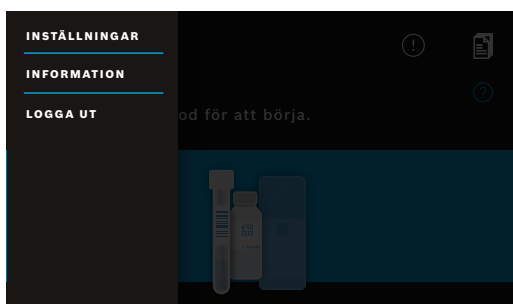 INSTÄLLNINGAR
INFORMATION
LOGGA UT
od för att börja.